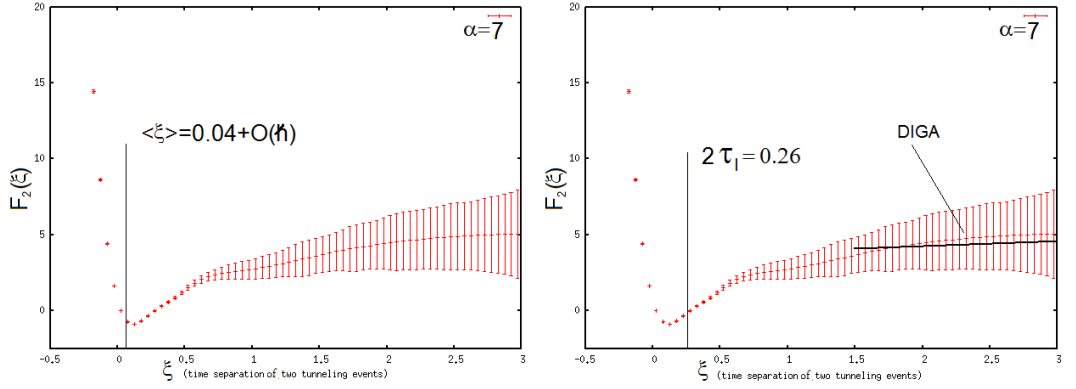 20
15
10
5
0
-0.5
0
0.5
1
1.5
2
2.5
3
α=7
<ξ>=0.04+O(ℏ)
F₂(ξ)
ξ (time separation of two tunneling events)
20
15
10
5
0
-0.5
0
0.5
1
1.5
2
2.5
3
α=7
DIGA
2 τ_I = 0.26
F₂(ξ)
ξ (time separation of two tunneling events)